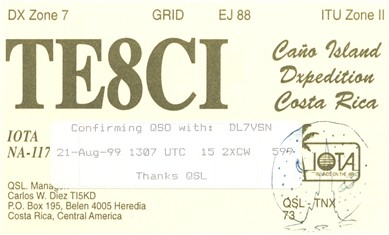 DX Zone 7 GRID EJ 88 ITU Zone II
TE8CI
Caño Island
Dxpedition
Costa Rica
IOTA
NA-117
Confirming QSO with: DL7VSN
21-Aug-99 1307 UTC 15 2XCW 599
Thanks QSL
IOTA
QSL. Manager
Carlos W. Diez TI5KD
P.O. Box 195, Belen 4005 Heredia
Costa Rica, Central America
QSL - TNX
73